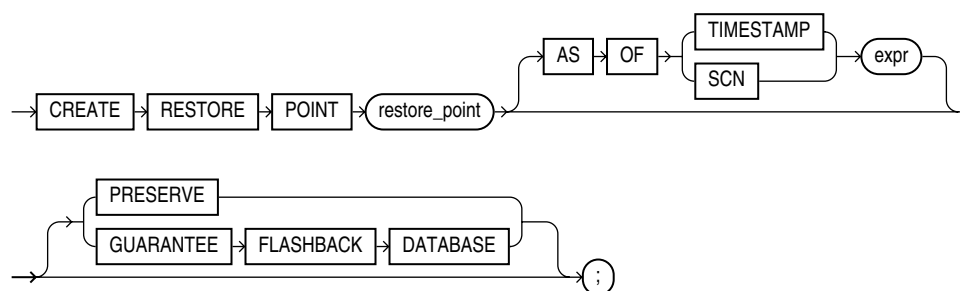 TIMESTAMP
AS OF expr
SCN
CREATE RESTORE POINT restore_point
PRESERVE
GUARANTEE FLASHBACK DATABASE
;